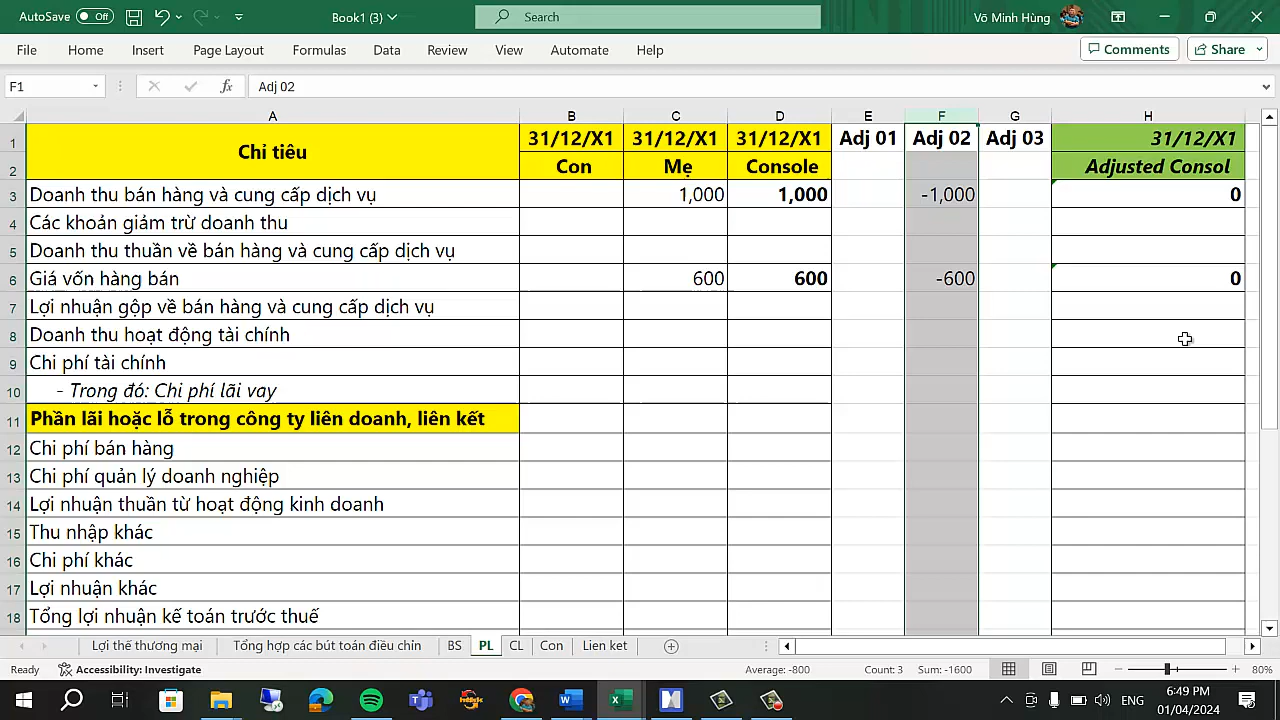 AutoSave Off Book1 (3) Search Võ Minh Hùng
File Home Insert Page Layout Formulas Data Review View Automate Help Comments Share
F1 fx Adj 02
A B C D E F G H
1 Chỉ tiêu 31/12/X1 31/12/X1 31/12/X1 Adj 01 Adj 02 Adj 03 31/12/X1
2 Con Mẹ Console Adjusted Consol
3 Doanh thu bán hàng và cung cấp dịch vụ 1,000 1,000 -1,000 0
4 Các khoản giảm trừ doanh thu
5 Doanh thu thuần về bán hàng và cung cấp dịch vụ
6 Giá vốn hàng bán 600 600 -600 0
7 Lợi nhuận gộp về bán hàng và cung cấp dịch vụ
8 Doanh thu hoạt động tài chính
9 Chi phí tài chính
10 - Trong đó: Chi phí lãi vay
11 Phần lãi hoặc lỗ trong công ty liên doanh, liên kết
12 Chi phí bán hàng
13 Chi phí quản lý doanh nghiệp
14 Lợi nhuận thuần từ hoạt động kinh doanh
15 Thu nhập khác
16 Chi phí khác
17 Lợi nhuận khác
18 Tổng lợi nhuận kế toán trước thuế
Lợi thế thương mại Tổng hợp các bút toán điều chỉn BS PL CL Con Lien ket
Ready Accessibility: Investigate Average: -800 Count: 3 Sum: -1600 80%
ENG 6:49 PM
01/04/2024